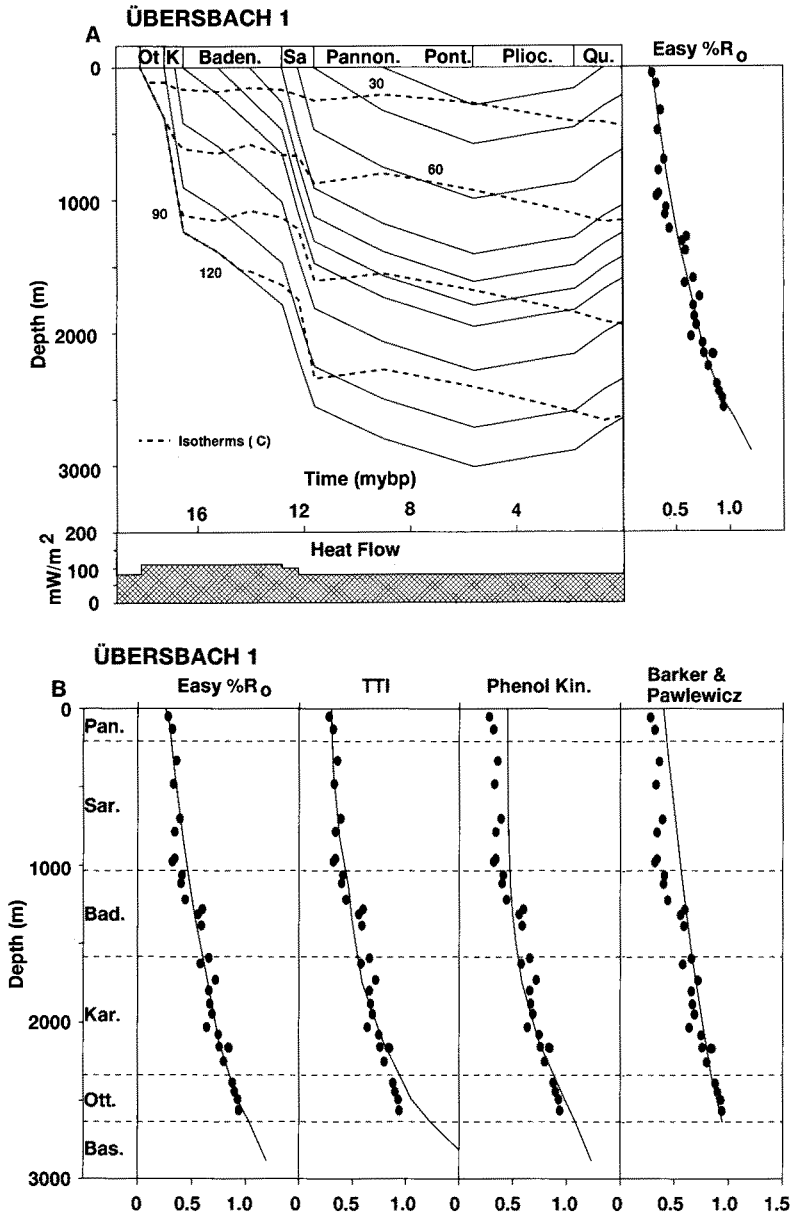 ÜBERSBACH 1
A
Ot K Baden. Sa Pannon. Pont. Plioc. Qu.
Easy %Ro
0
1000
2000
3000
Depth (m)
30
60
90
120
Isotherms ( C)
Time (mybp)
16 12 8 4
0.5 1.0
200
100
0
mW/m2
Heat Flow
ÜBERSBACH 1
B
Easy %Ro TTI Phenol Kin. Barker & Pawlewicz
0
1000
2000
3000
Depth (m)
Pan.
Sar.
Bad.
Kar.
Ott.
Bas.
0 0.5 1.0 0 0.5 1.0 0 0.5 1.0 0 0.5 1.0 1.5